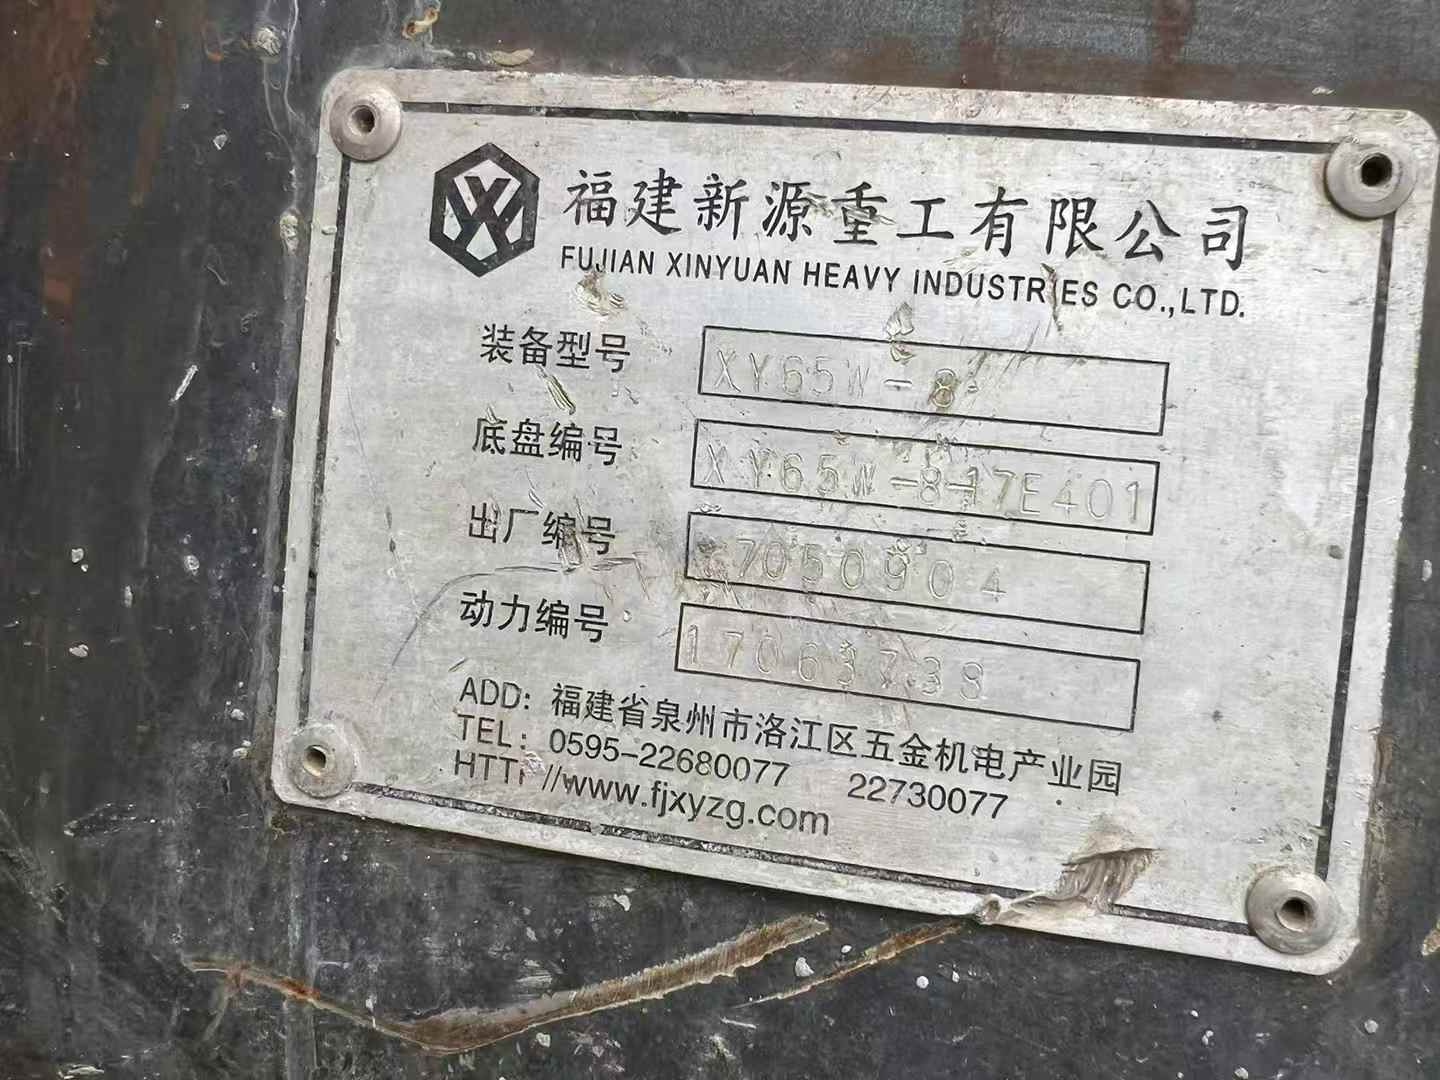 福建新源重工有限公司
FUJIAN XINYUAN HEAVY INDUSTRIES CO.,LTD.
装备型号 XY65W-8
底盘编号 XY65W-8-17E401
出厂编号 17050904
动力编号 17063738
ADD: 福建省泉州市洛江区五金机电产业园
TEL: 0595-22680077 22730077
HTTP//www.fjxyzg.com